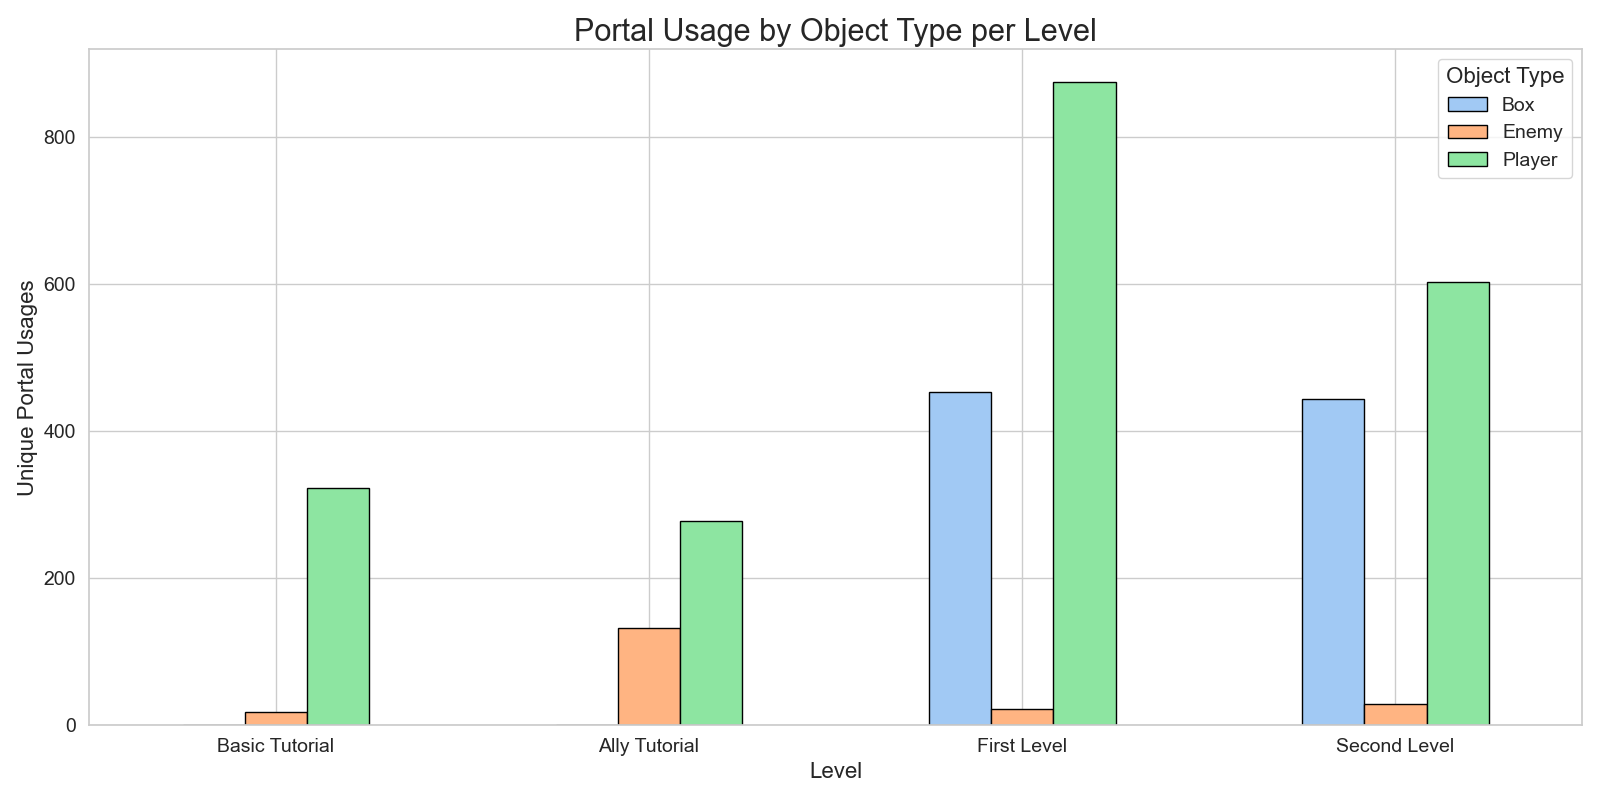 Portal Usage by Object Type per Level
Object Type
Box
Enemy
Player
Unique Portal Usages
800
600
400
200
0
Basic Tutorial
Ally Tutorial
First Level
Second Level
Level